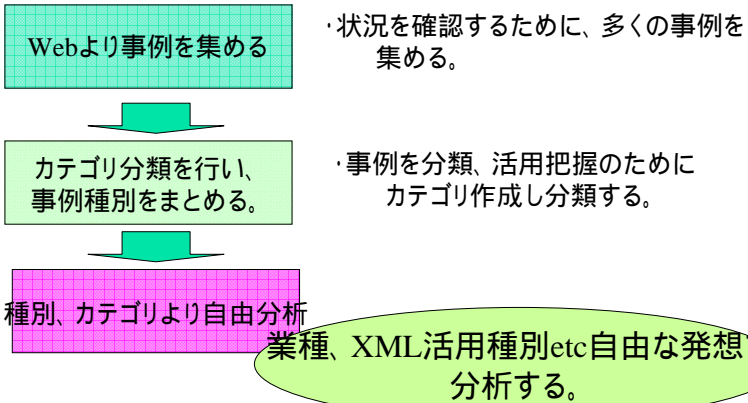 Webより事例を集める
・状況を確認するために、多くの事例を
集める。
カテゴリ分類を行い、
事例種別をまとめる。
・事例を分類、活用把握のために
カテゴリ作成し分類する。
種別、カテゴリより自由分析
業種、XML活用種別etc自由な発想
分析する。